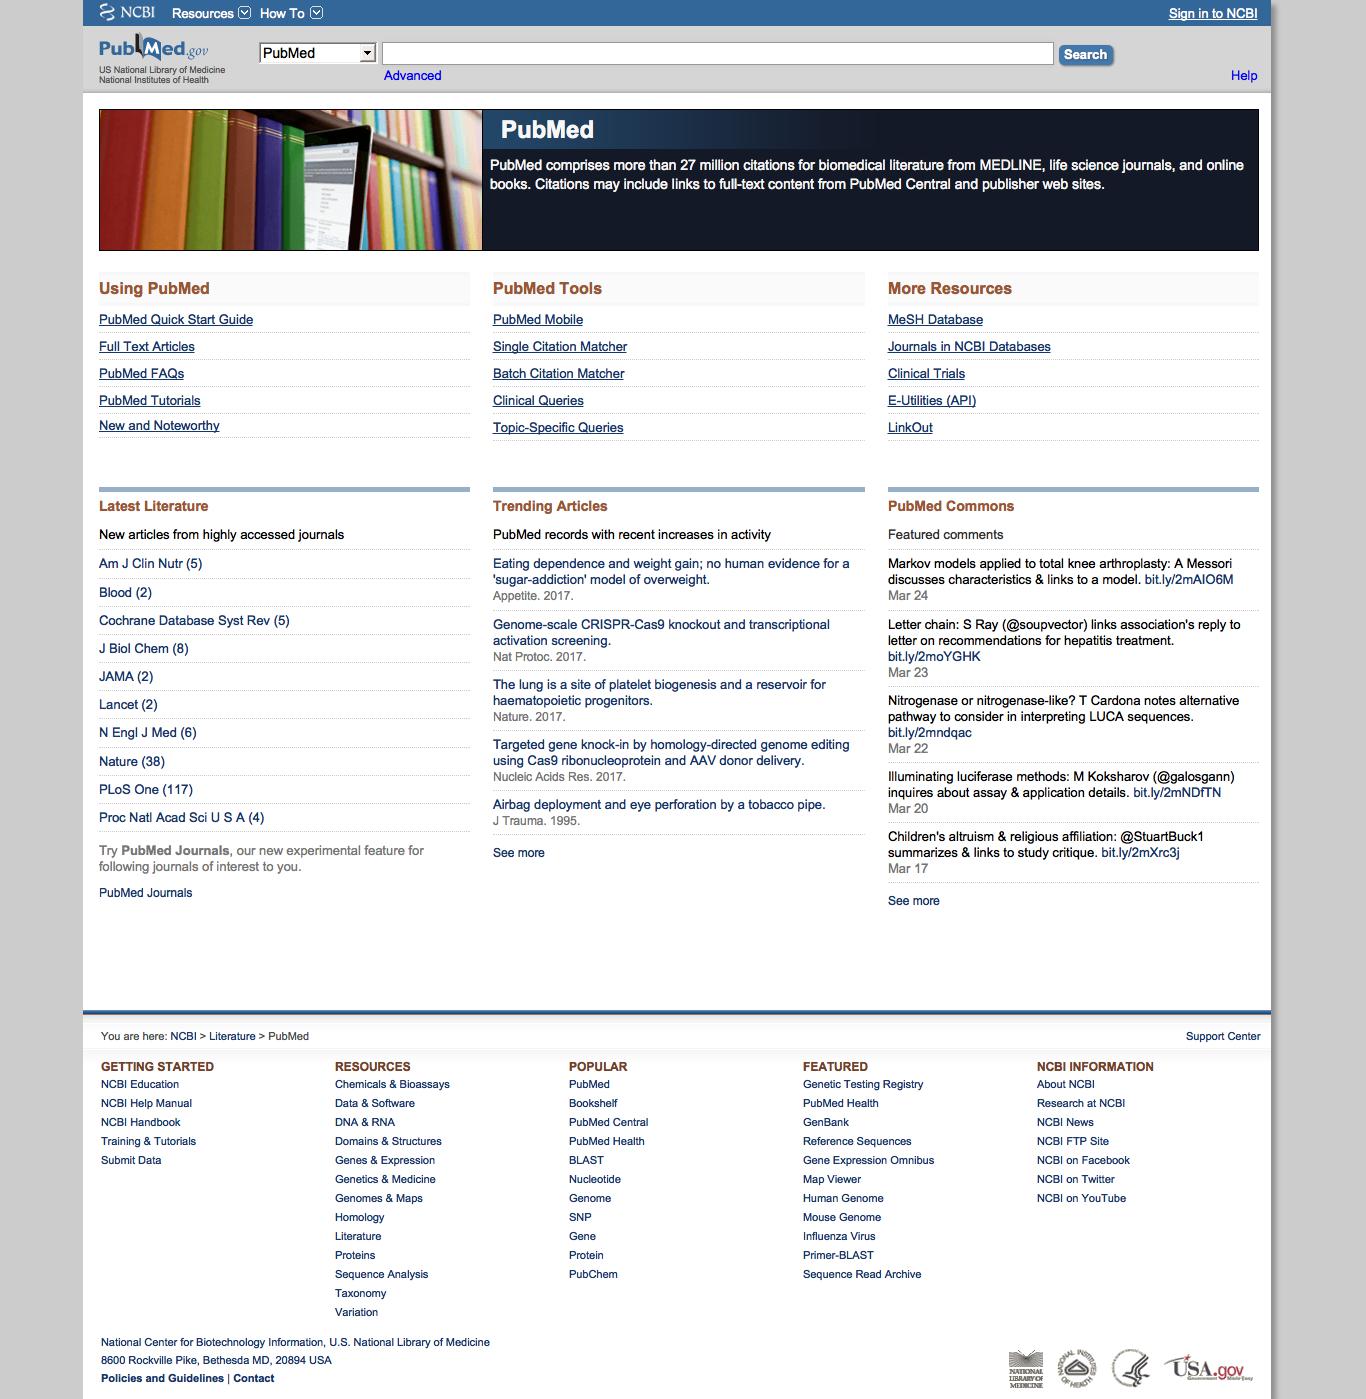 NCBI Resources How To Sign in to NCBI
PubMed.gov
US National Library of Medicine
National Institutes of Health
PubMed
Search
Advanced
Help
PubMed
PubMed comprises more than 27 million citations for biomedical literature from MEDLINE, life science journals, and online
books. Citations may include links to full-text content from PubMed Central and publisher web sites.
Using PubMed
PubMed Quick Start Guide
Full Text Articles
PubMed FAQs
PubMed Tutorials
New and Noteworthy
PubMed Tools
PubMed Mobile
Single Citation Matcher
Batch Citation Matcher
Clinical Queries
Topic-Specific Queries
More Resources
MeSH Database
Journals in NCBI Databases
Clinical Trials
E-Utilities (API)
LinkOut
Latest Literature
New articles from highly accessed journals
Am J Clin Nutr (5)
Blood (2)
Cochrane Database Syst Rev (5)
J Biol Chem (8)
JAMA (2)
Lancet (2)
N Engl J Med (6)
Nature (38)
PLoS One (117)
Proc Natl Acad Sci U S A (4)
Try PubMed Journals, our new experimental feature for
following journals of interest to you.
PubMed Journals
Trending Articles
PubMed records with recent increases in activity
Eating dependence and weight gain; no human evidence for a
'sugar-addiction' model of overweight.
Appetite. 2017.
Genome-scale CRISPR-Cas9 knockout and transcriptional
activation screening.
Nat Protoc. 2017.
The lung is a site of platelet biogenesis and a reservoir for
haematopoietic progenitors.
Nature. 2017.
Targeted gene knock-in by homology-directed genome editing
using Cas9 ribonucleoprotein and AAV donor delivery.
Nucleic Acids Res. 2017.
Airbag deployment and eye perforation by a tobacco pipe.
J Trauma. 1995.
See more
PubMed Commons
Featured comments
Markov models applied to total knee arthroplasty: A Messori
discusses characteristics & links to a model. bit.ly/2mAIO6M
Mar 24
Letter chain: S Ray (@soupvector) links association's reply to
letter on recommendations for hepatitis treatment.
bit.ly/2moYGHK
Mar 23
Nitrogenase or nitrogenase-like? T Cardona notes alternative
pathway to consider in interpreting LUCA sequences.
bit.ly/2mndqac
Mar 22
Illuminating luciferase methods: M Koksharov (@galosgann)
inquires about assay & application details. bit.ly/2mNDfTN
Mar 20
Children's altruism & religious affiliation: @StuartBuck1
summarizes & links to study critique. bit.ly/2mXrc3j
Mar 17
See more
You are here: NCBI > Literature > PubMed
Support Center
GETTING STARTED
NCBI Education
NCBI Help Manual
NCBI Handbook
Training & Tutorials
Submit Data
RESOURCES
Chemicals & Bioassays
Data & Software
DNA & RNA
Domains & Structures
Genes & Expression
Genetics & Medicine
Genomes & Maps
Homology
Literature
Proteins
Sequence Analysis
Taxonomy
Variation
POPULAR
PubMed
Bookshelf
PubMed Central
PubMed Health
BLAST
Nucleotide
Genome
SNP
Gene
Protein
PubChem
FEATURED
Genetic Testing Registry
PubMed Health
GenBank
Reference Sequences
Gene Expression Omnibus
Map Viewer
Human Genome
Mouse Genome
Influenza Virus
Primer-BLAST
Sequence Read Archive
NCBI INFORMATION
About NCBI
Research at NCBI
NCBI News
NCBI FTP Site
NCBI on Facebook
NCBI on Twitter
NCBI on YouTube
National Center for Biotechnology Information, U.S. National Library of Medicine
8600 Rockville Pike, Bethesda MD, 20894 USA
Policies and Guidelines | Contact
NATIONAL
LIBRARY OF
MEDICINE
NATIONAL INSTITUTES
OF HEALTH
USA.gov